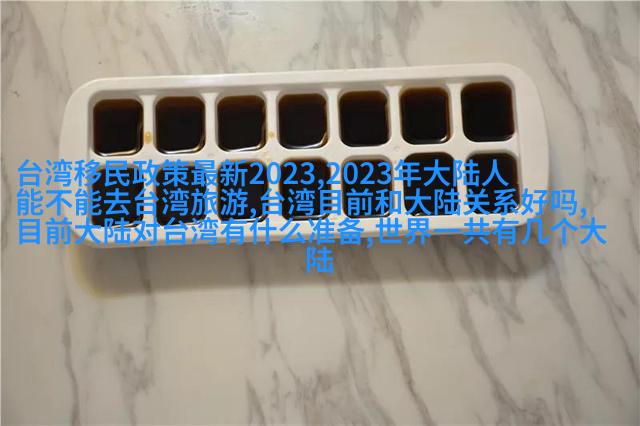 台湾移民政策最新2023,2023年大陆人
能不能去台湾旅游,台湾目前和大陆关系好吗,
目前大陆对台湾有什么准备,世界一共有几个大
陆